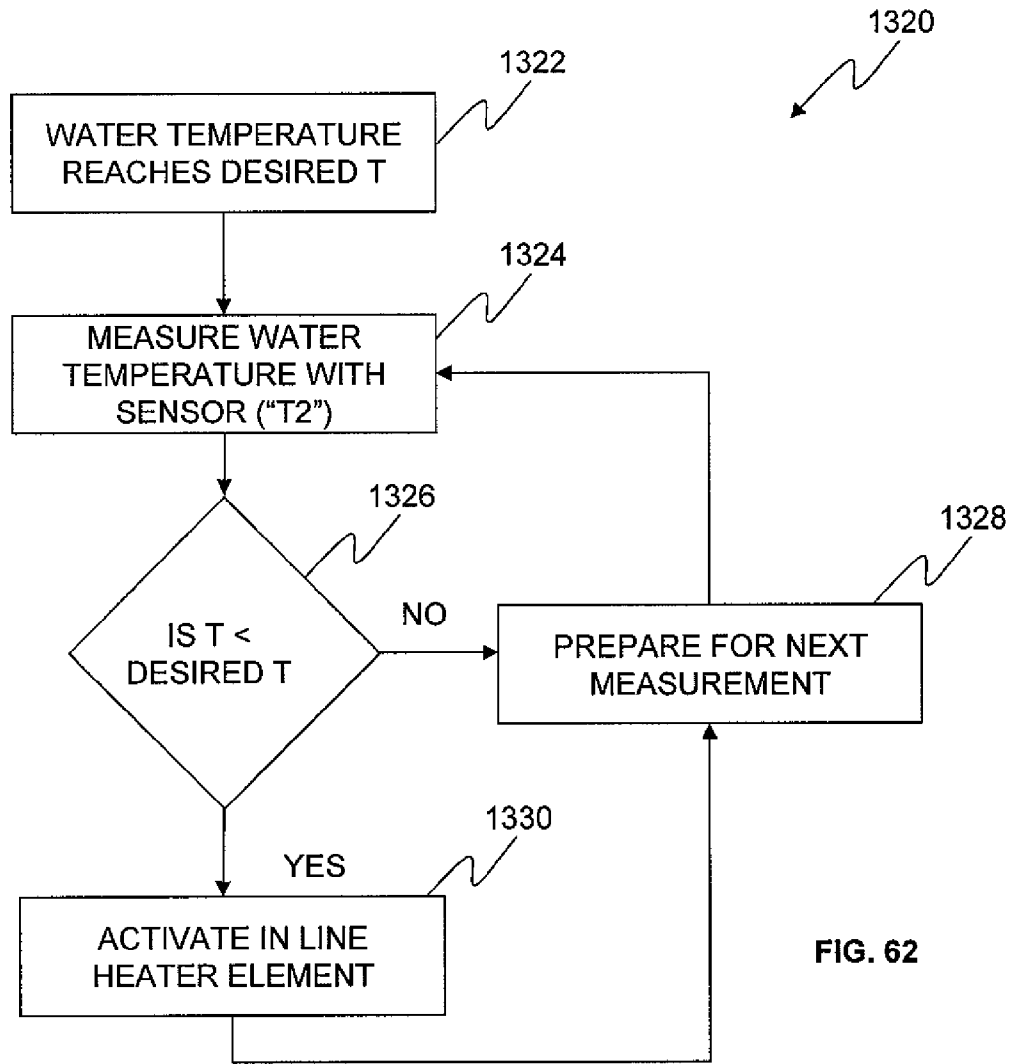 1320
1322
WATER TEMPERATURE
REACHES DESIRED T
1324
MEASURE WATER
TEMPERATURE WITH
SENSOR (“T2”)
1326
IS T <
DESIRED T
NO
1328
PREPARE FOR NEXT
MEASUREMENT
YES
1330
ACTIVATE IN LINE
HEATER ELEMENT
FIG. 62